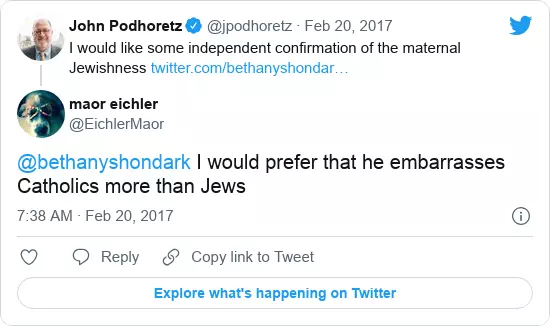 John Podhoretz @jpodhoretz · Feb 20, 2017
I would like some independent confirmation of the maternal
Jewishness twitter.com/bethanyshondar…
maor eichler
@EichlerMaor
@bethanyshondark I would prefer that he embarrasses
Catholics more than Jews
7:38 AM · Feb 20, 2017
Reply Copy link to Tweet
Explore what's happening on Twitter